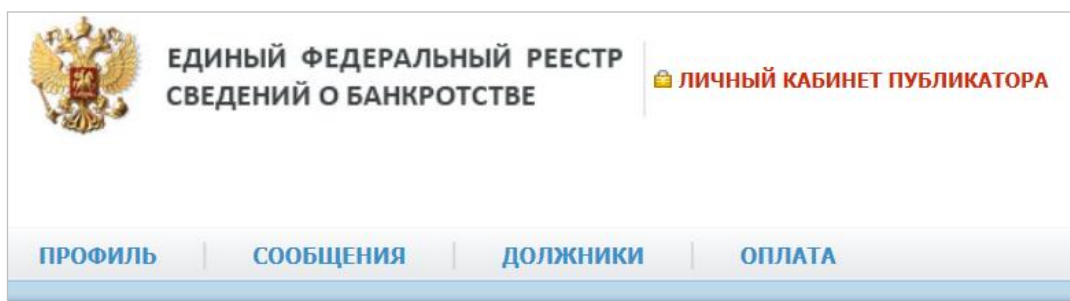 ЕДИНЫЙ ФЕДЕРАЛЬНЫЙ РЕЕСТР
СВЕДЕНИЙ О БАНКРОТСТВЕ
ЛИЧНЫЙ КАБИНЕТ ПУБЛИКАТОРА
ПРОФИЛЬ
СООБЩЕНИЯ
ДОЛЖНИКИ
ОПЛАТА